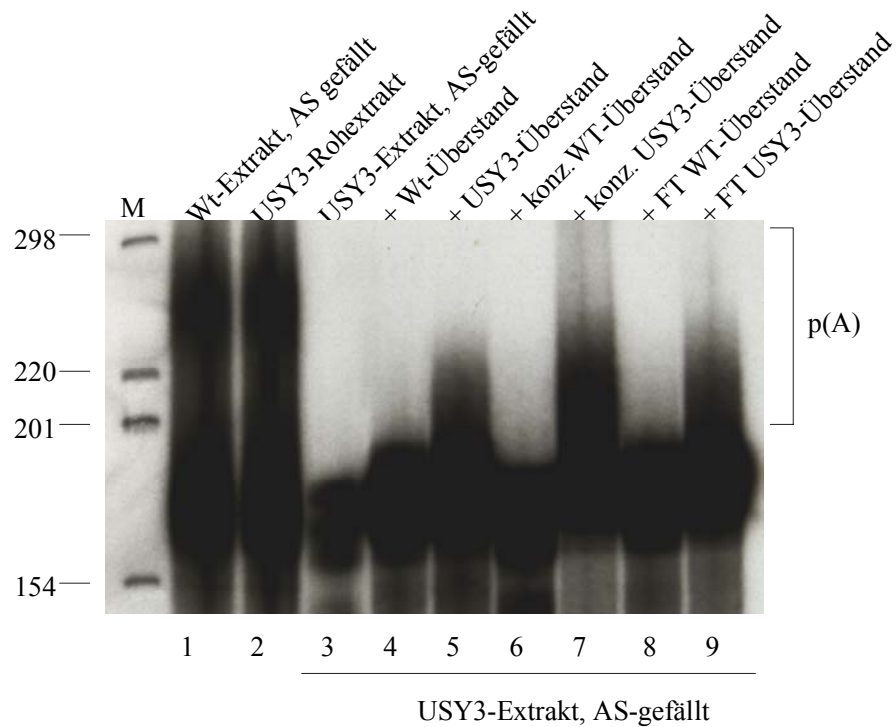 M
Wt-Extrakt, AS gefällt
USY3-Rohextrakt
USY3-Extrakt, AS-gefällt
+ Wt-Überstand
+ USY3-Überstand
+ konz. WT-Überstand
+ konz. USY3-Überstand
+ FT WT-Überstand
+ FT USY3-Überstand
298
220
201
154
p(A)
1 2 3 4 5 6 7 8 9
USY3-Extrakt, AS-gefällt